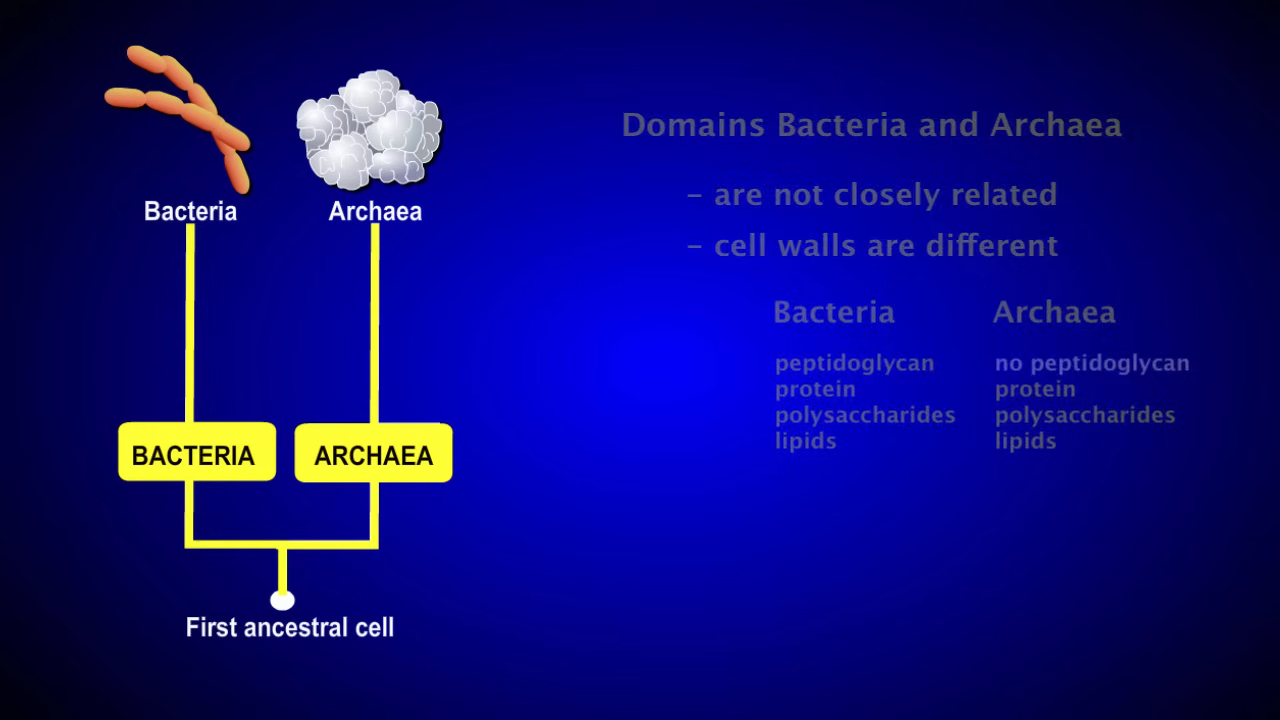 Bacteria
Archaea
BACTERIA
ARCHAEA
First ancestral cell
Domains Bacteria and Archaea
– are not closely related
– cell walls are different
Bacteria
peptidoglycan
protein
polysaccharides
lipids
Archaea
no peptidoglycan
protein
polysaccharides
lipids